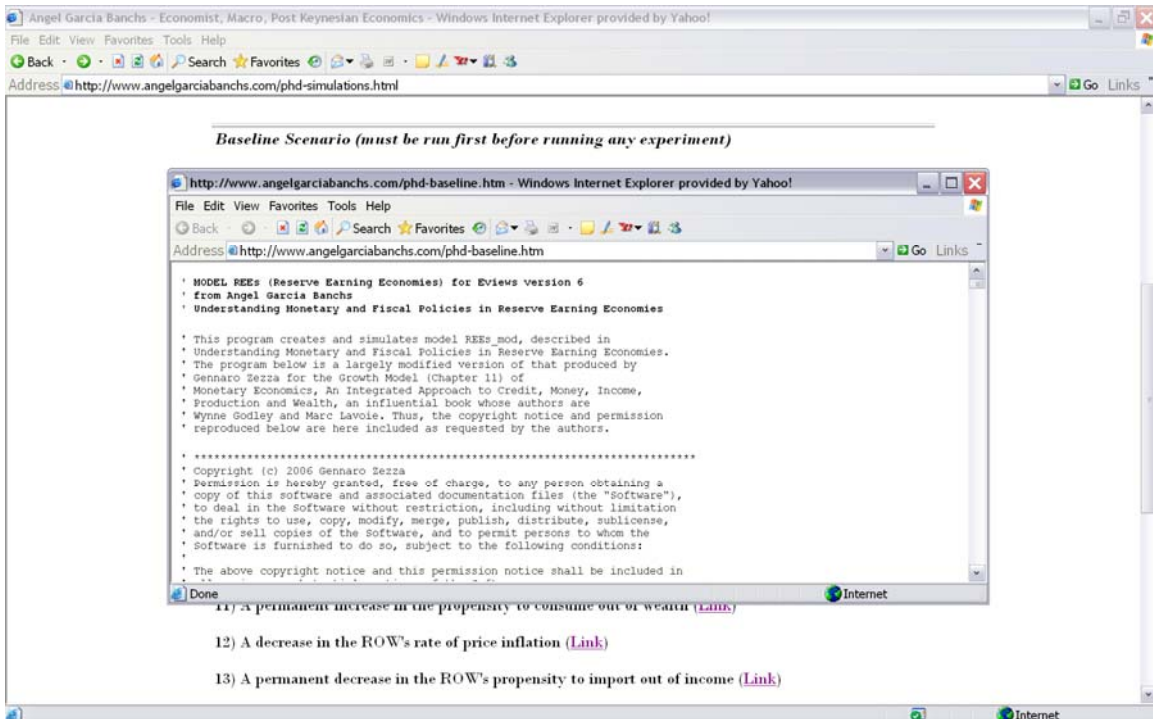 Angel Garcia Banchs - Economist, Macro, Post Keynesian Economics - Windows Internet Explorer provided by Yahoo!
File Edit View Favorites Tools Help
Back Search Favorites
Address http://www.angelgarciabanchs.com/phd-simulations.html Go Links
Baseline Scenario (must be run first before running any experiment)
http://www.angelgarciabanchs.com/phd-baseline.htm - Windows Internet Explorer provided by Yahoo!
File Edit View Favorites Tools Help
Back Search Favorites
Address http://www.angelgarciabanchs.com/phd-baseline.htm Go Links
' MODEL REEs (Reserve Earning Economies) for Eviews version 6
' from Angel Garcia Banchs
' Understanding Monetary and Fiscal Policies in Reserve Earning Economies
' This program creates and simulates model REEs_mod, described in
' Understanding Monetary and Fiscal Policies in Reserve Earning Economies.
' The program below is a largely modified version of that produced by
' Gennaro Zezza for the Growth Model (Chapter 11) of
' Monetary Economics, An Integrated Approach to Credit, Money, Income,
' Production and Wealth, an influential book whose authors are
' Wynne Godley and Marc Lavoie. Thus, the copyright notice and permission
' reproduced below are here included as requested by the authors.
' ****************************************************************************
' Copyright (c) 2006 Gennaro Zezza
' Permission is hereby granted, free of charge, to any person obtaining a
' copy of this software and associated documentation files (the "Software"),
' to deal in the Software without restriction, including without limitation
' the rights to use, copy, modify, merge, publish, distribute, sublicense,
' and/or sell copies of the Software, and to permit persons to whom the
' Software is furnished to do so, subject to the following conditions:
'
' The above copyright notice and this permission notice shall be included in
Done Internet
11) A permanent increase in the propensity to consume out of wealth (Link)
12) A decrease in the ROW's rate of price inflation (Link)
13) A permanent decrease in the ROW's propensity to import out of income (Link)
Internet